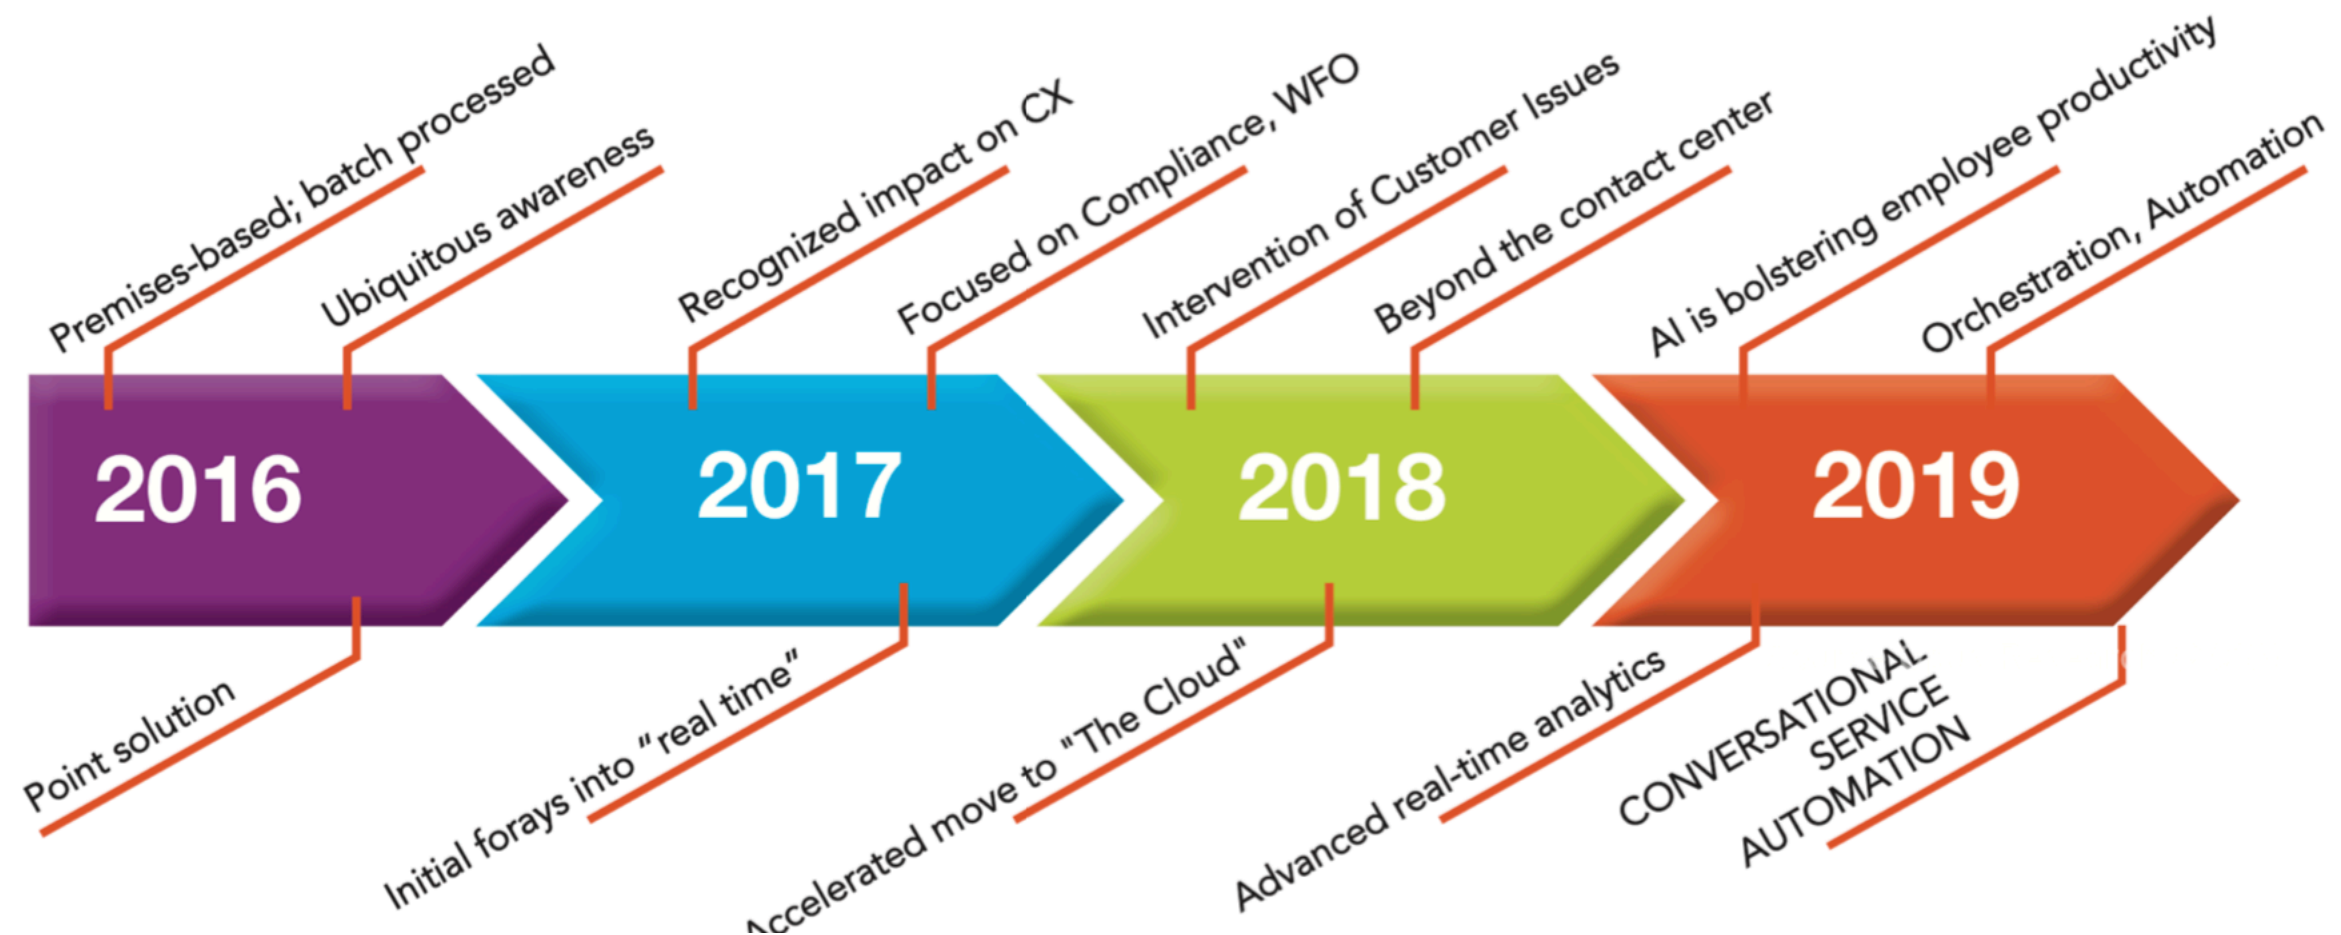 Premises-based; batch processed
Ubiquitous awareness
Recognized impact on CX
Focused on Compliance, WFO
Intervention of Customer Issues
Beyond the contact center
AI is bolstering employee productivity
Orchestration, Automation
2016
2017
2018
2019
Point solution
Initial forays into “real time”
Accelerated move to "The Cloud"
Advanced real-time analytics
CONVERSATIONAL
SERVICE
AUTOMATION